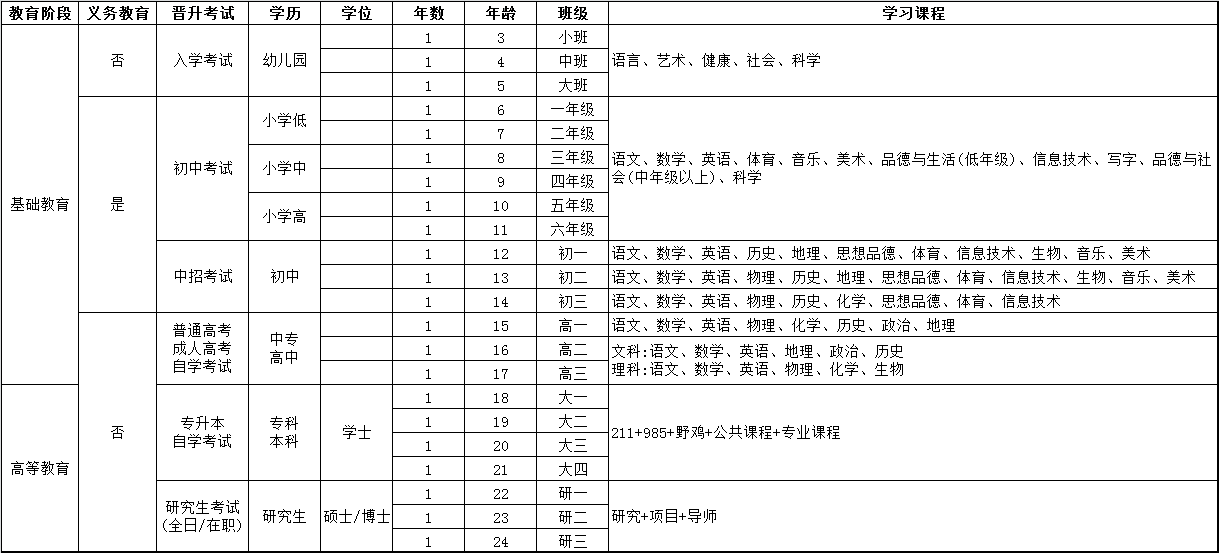 教育阶段 义务教育 晋升考试 学历 学位 年数 年龄 班级 学习课程
基础教育 否 入学考试 幼儿园 1 3 小班 语言、艺术、健康、社会、科学
1 4 中班
1 5 大班
是 初中考试 小学低 1 6 一年级 语文、数学、英语、体育、音乐、美术、品德与生活(低年级)、信息技术、写字、品德与社
会(中年级以上)、科学
1 7 二年级
小学中 1 8 三年级
1 9 四年级
小学高 1 10 五年级
1 11 六年级
中招考试 初中 1 12 初一 语文、数学、英语、历史、地理、思想品德、体育、信息技术、生物、音乐、美术
1 13 初二 语文、数学、英语、物理、历史、地理、思想品德、体育、信息技术、生物、音乐、美术
1 14 初三 语文、数学、英语、物理、历史、化学、思想品德、体育、信息技术
否 普通高考
成人高考
自学考试
中专
高中
1 15 高一 语文、数学、英语、物理、化学、历史、政治、地理
1 16 高二 文科:语文、数学、英语、地理、政治、历史
1 17 高三 理科:语文、数学、英语、物理、化学、生物
高等教育 专升本
自学考试
专科
本科
学士 1 18 大一 211+985+野鸡+公共课程+专业课程
1 19 大二
1 20 大三
1 21 大四
研究生考试
(全日/在职)
研究生 硕士/博士 1 22 研一 研究+项目+导师
1 23 研二
1 24 研三